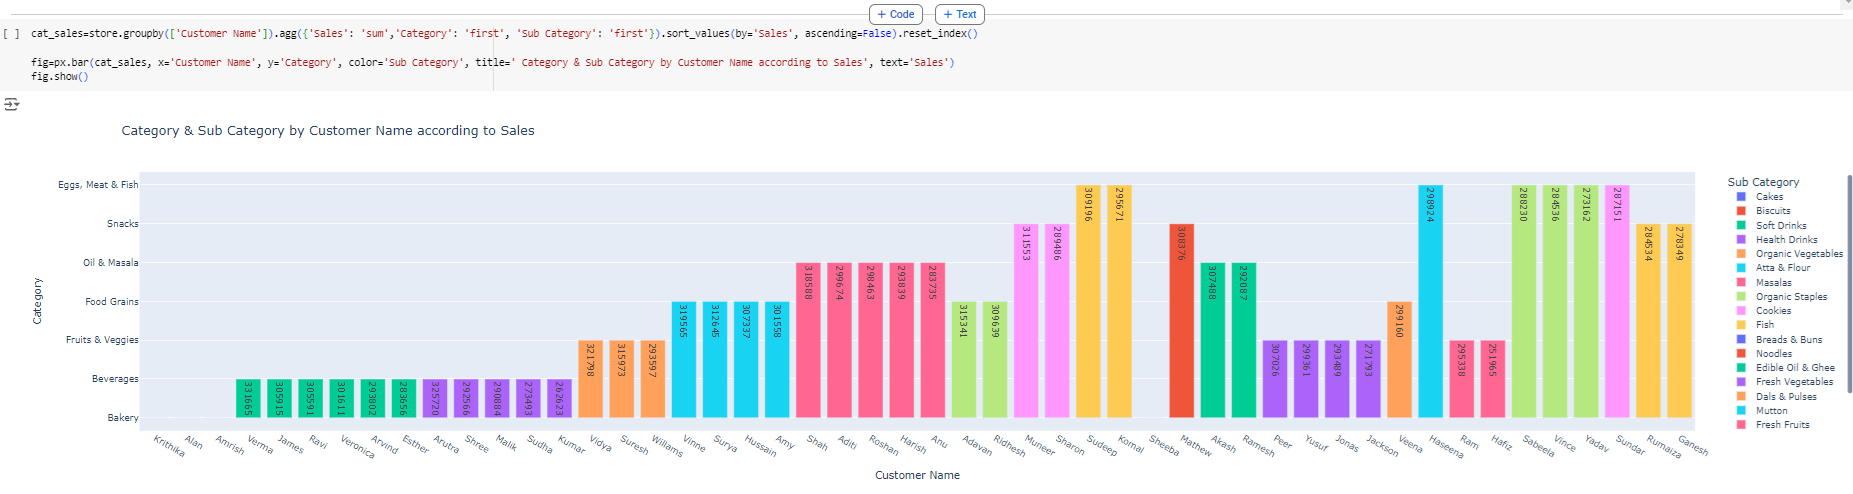 + Code + Text
[ ] cat_sales=store.groupby(['Customer Name']).agg({'Sales': 'sum','Category': 'first', 'Sub Category': 'first'}).sort_values(by='Sales', ascending=False).reset_index()
fig=px.bar(cat_sales, x='Customer Name', y='Category', color='Sub Category', title=' Category & Sub Category by Customer Name according to Sales', text='Sales')
fig.show()
Category & Sub Category by Customer Name according to Sales
Category
Eggs, Meat & Fish
Snacks
Oil & Masala
Food Grains
Fruits & Veggies
Beverages
Bakery
331665
305915
305591
301611
293802
283656
325720
292566
290884
273493
262623
321798
315973
293597
319565
312645
307337
301558
318588
299674
298463
293839
283735
315341
309639
311553
289486
309196
295671
308376
307488
292087
307026
299361
293489
271793
299160
298924
295338
251965
288230
284536
273162
287151
284534
278349
Krithika
Alan
Amrish
Verma
James
Ravi
Veronica
Arvind
Esther
Arutra
Shree
Malik
Sudha
Kumar
Vidya
Suresh
Willams
Vinne
Surya
Hussain
Amy
Shah
Aditi
Roshan
Harish
Anu
Adavan
Ridhesh
Muneer
Sharon
Sudeep
Komal
Sheeba
Mathew
Akash
Ramesh
Peer
Yusuf
Jonas
Jackson
Veena
Haseena
Ram
Hafiz
Sabeela
Vince
Yadav
Sundar
Rumaiza
Ganesh
Customer Name
Sub Category
Cakes
Biscuits
Soft Drinks
Health Drinks
Organic Vegetables
Atta & Flour
Masalas
Organic Staples
Cookies
Fish
Breads & Buns
Noodles
Edible Oil & Ghee
Fresh Vegetables
Dals & Pulses
Mutton
Fresh Fruits